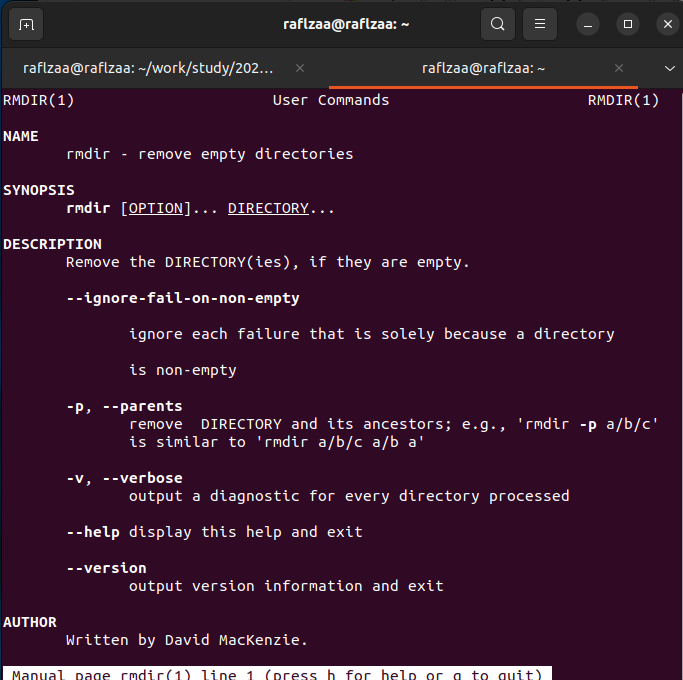 raflzaa@raflzaa: ~
raflzaa@raflzaa: ~/work/study/202...
raflzaa@raflzaa: ~
RMDIR(1) User Commands RMDIR(1)
NAME
rmdir - remove empty directories
SYNOPSIS
rmdir [OPTION]... DIRECTORY...
DESCRIPTION
Remove the DIRECTORY(ies), if they are empty.
--ignore-fail-on-non-empty
ignore each failure that is solely because a directory
is non-empty
-p, --parents
remove DIRECTORY and its ancestors; e.g., 'rmdir -p a/b/c'
is similar to 'rmdir a/b/c a/b a'
-v, --verbose
output a diagnostic for every directory processed
--help display this help and exit
--version
output version information and exit
AUTHOR
Written by David MacKenzie.
Manual page rmdir(1) line 1 (press h for help or q to quit)